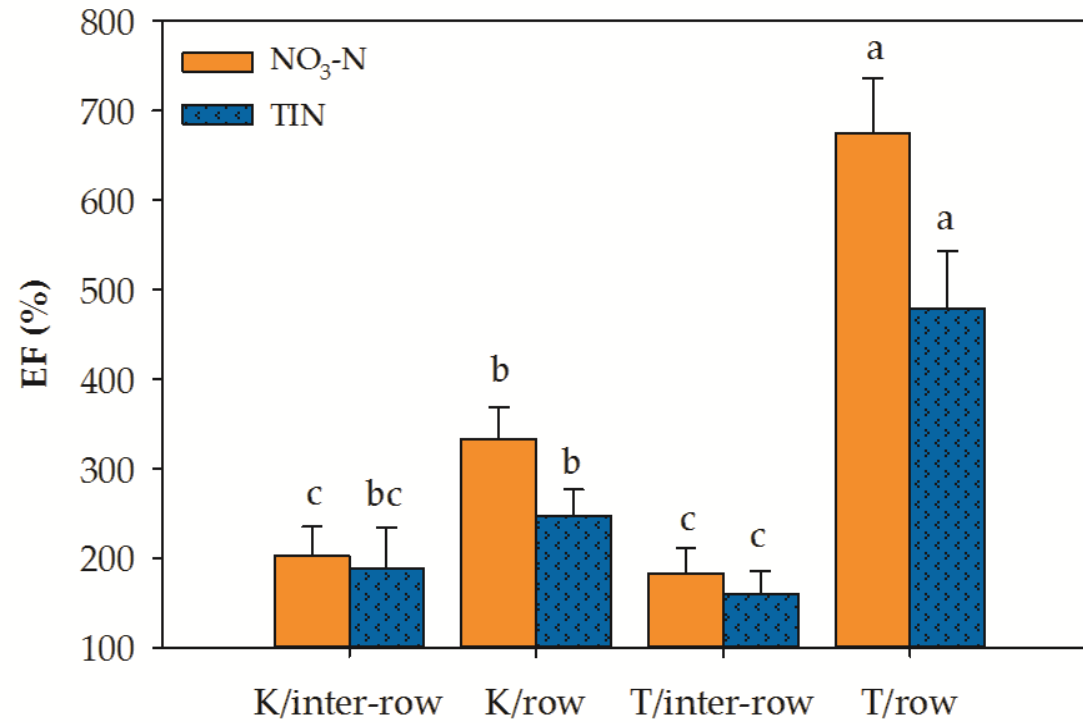 800
700
600
500
400
300
200
100
EF (%)
NO₃-N
TIN
c
bc
b
b
c
c
a
a
K/inter-row
K/row
T/inter-row
T/row